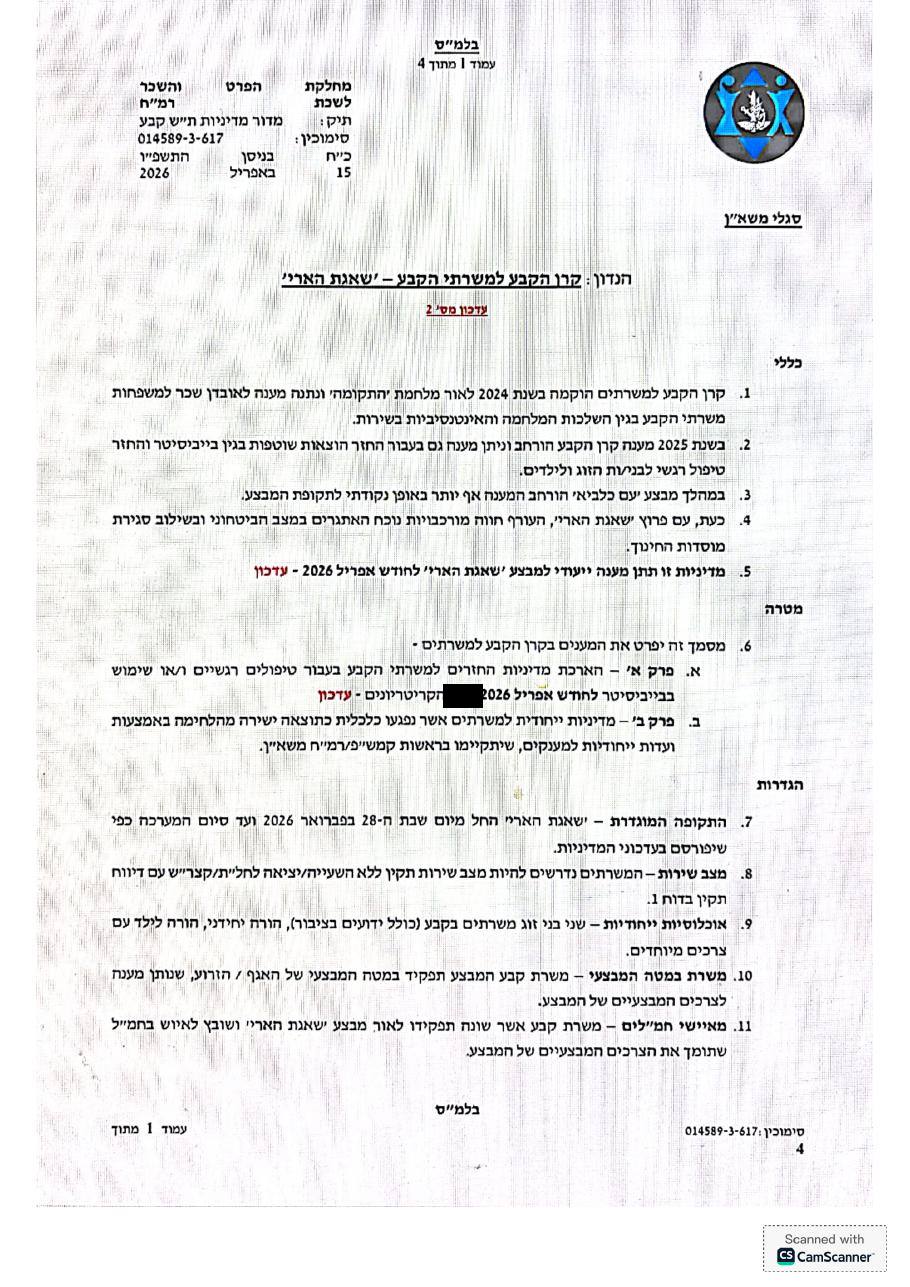 בלמ"ס
עמוד 1 מתוך 4
מחלקת הפרט והשכר
לשכת רמ"ח
תיק: מדור מדיניות ת"ש קבע
סימוכין: 014589-3-617
כ"ח בניסן התשפ"ו
15 באפריל 2026
סגלי משא"ן
הנדון: קרן הקבע למשרתי הקבע – 'שאגת הארי'
עדכון מס' 2
כללי
1. קרן הקבע למשרתים הוקמה בשנת 2024 לאור מלחמת 'התקומה' ונתנה מענה לאובדן שכר למשפחות
משרתי הקבע בגין השלכות המלחמה והאינטנסיביות בשירות.
2. בשנת 2025 מענה קרן הקבע הורחב וניתן מענה גם בעבור החזר הוצאות שוטפות בגין בייביסיטר והחזר
טיפול רגשי לבני/ות הזוג ולילדים.
3. במהלך מבצע 'עם כלביא' הורחב המענה אף יותר באופן נקודתי לתקופת המבצע.
4. כעת, עם פרוץ 'שאגת הארי', העורף חווה מורכבויות נוכח האתגרים במצב הביטחוני ובשילוב סגירת
מוסדות החינוך.
5. מדיניות זו תתן מענה ייעודי למבצע 'שאגת הארי' לחודש אפריל 2026 - עדכון
מטרה
6. מסמך זה יפרט את המענים בקרן הקבע למשרתים -
א. פרק א' – הארכת מדיניות החזרים למשרתי הקבע בעבור טיפולים רגשיים ו/או שימוש
בבייביסיטר לחודש אפריל 2026 הקריטריונים - עדכון
ב. פרק ב' – מדיניות ייחודית למשרתים אשר נפגעו כלכלית כתוצאה ישירה מהלחימה באמצעות
ועדות ייחודיות למענקים, שיתקיימו בראשות קמש"פ/רמ"ח משא"ן.
הגדרות
7. התקופה המוגדרת – 'שאגת הארי' החל מיום שבת ה-28 בפברואר 2026 ועד סיום המערכה כפי
שיפורסם בעדכוני המדיניות.
8. מצב שירות – המשרתים נדרשים להיות מצב שירות תקין ללא השעייה/יציאה לחל"ת/קצר"ש עם דיווח
תקין בדוח 1.
9. אוכלוסיות ייחודיות – שני בני זוג משרתים בקבע (כולל ידועים בציבור), הורה יחידני, הורה לילד עם
צרכים מיוחדים.
10. משרת במטה המבצעי – משרת קבע המבצע תפקיד במטה המבצעי של האגף / הזרוע, שנותן מענה
לצרכים המבצעיים של המבצע.
11. מאיישי חמ"לים – משרת קבע אשר שונה תפקידו לאור מבצע 'שאגת הארי' ושובץ לאיוש בחמ"ל
שתומך את הצרכים המבצעיים של המבצע.
בלמ"ס
סימוכין: 014589-3-617 עמוד 1 מתוך
4
Scanned with
CS CamScanner